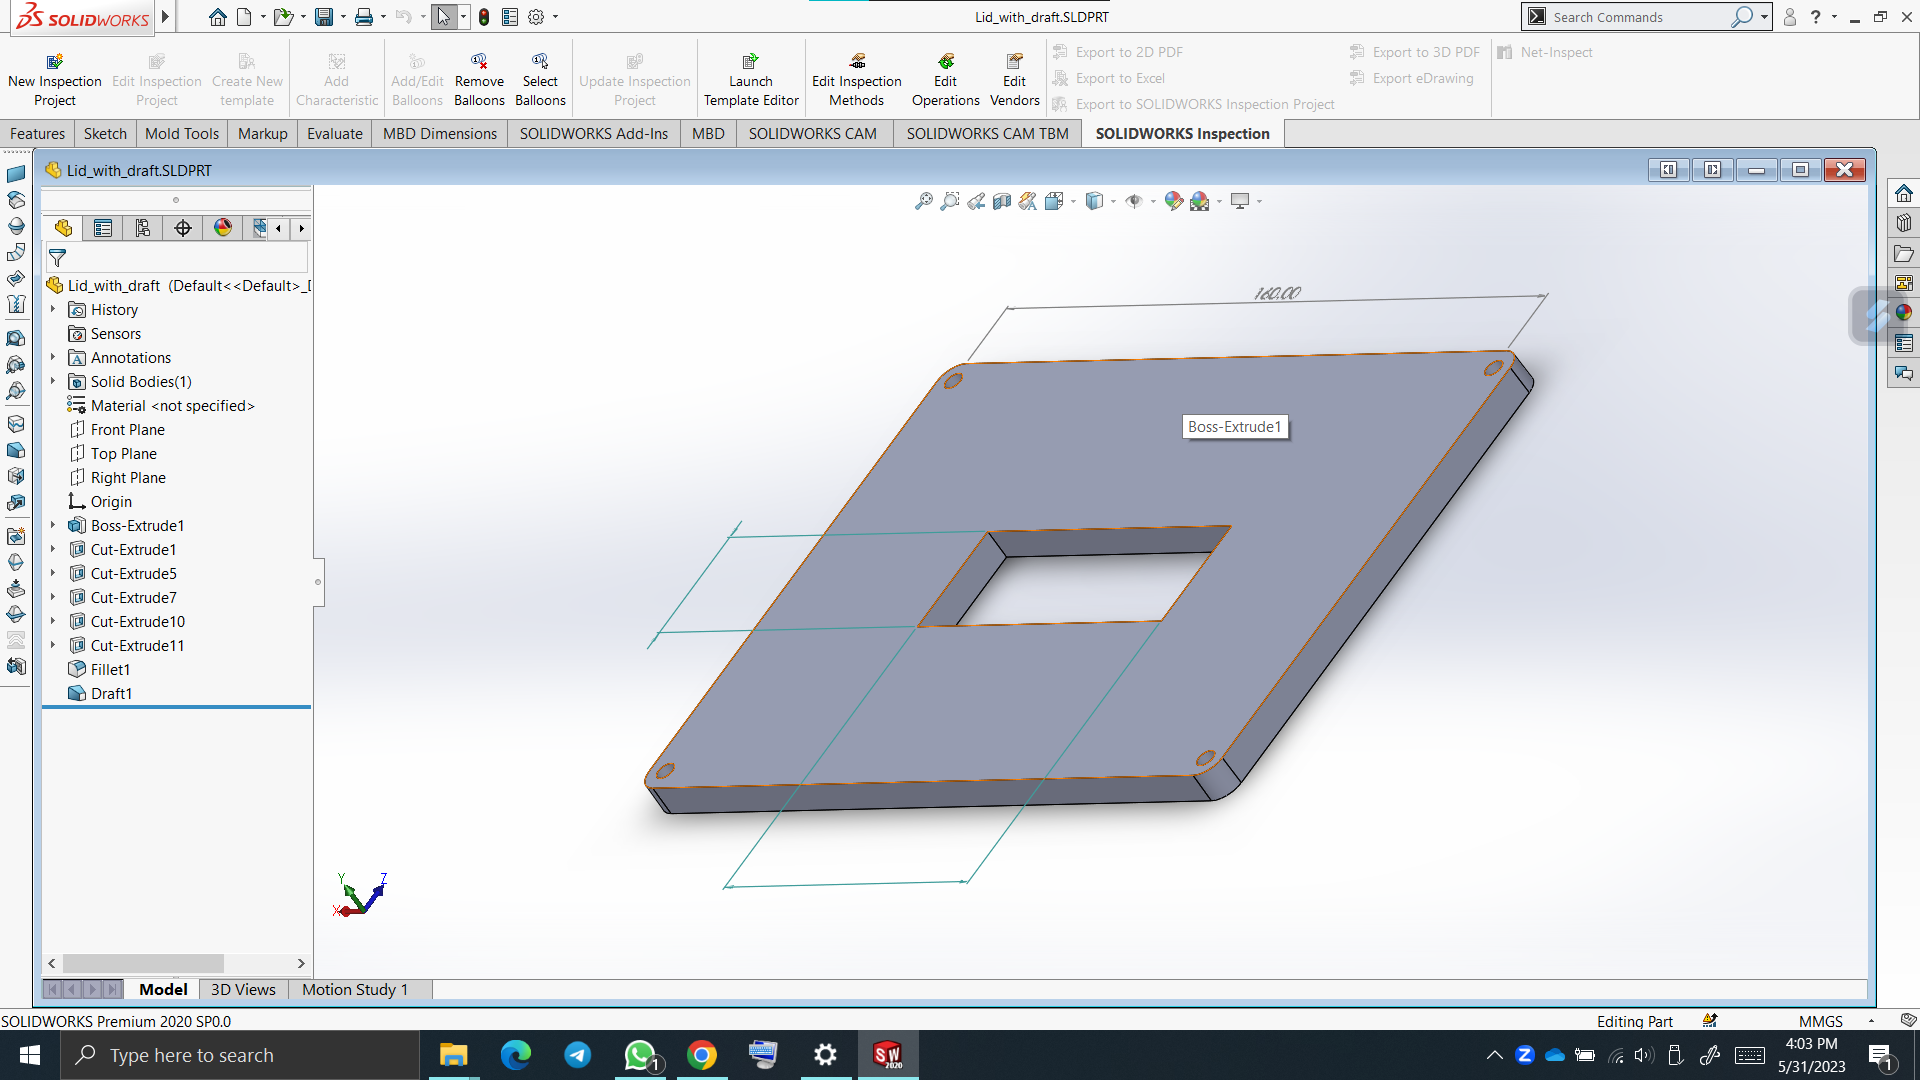 SOLIDWORKS
Lid_with_draft.SLDPRT
Search Commands
New Inspection Project
Edit Inspection Project
Create New template
Add Characteristic
Add/Edit Balloons
Remove Balloons
Select Balloons
Update Inspection Project
Launch Template Editor
Edit Inspection Methods
Edit Operations
Edit Vendors
Export to 2D PDF
Export to Excel
Export to SOLIDWORKS Inspection Project
Export to 3D PDF
Export eDrawing
Net-Inspect
Features
Sketch
Mold Tools
Markup
Evaluate
MBD Dimensions
SOLIDWORKS Add-Ins
MBD
SOLIDWORKS CAM
SOLIDWORKS CAM TBM
SOLIDWORKS Inspection
Lid_with_draft.SLDPRT
Lid_with_draft (Default<<Default>_
History
Sensors
Annotations
Solid Bodies(1)
Material <not specified>
Front Plane
Top Plane
Right Plane
Origin
Boss-Extrude1
Cut-Extrude1
Cut-Extrude5
Cut-Extrude7
Cut-Extrude10
Cut-Extrude11
Fillet1
Draft1
160.00
Boss-Extrude1
Y
Z
X
Model
3D Views
Motion Study 1
SOLIDWORKS Premium 2020 SP0.0
Editing Part
MMGS
Type here to search
1
SW
2020
Z
4:03 PM
5/31/2023
1